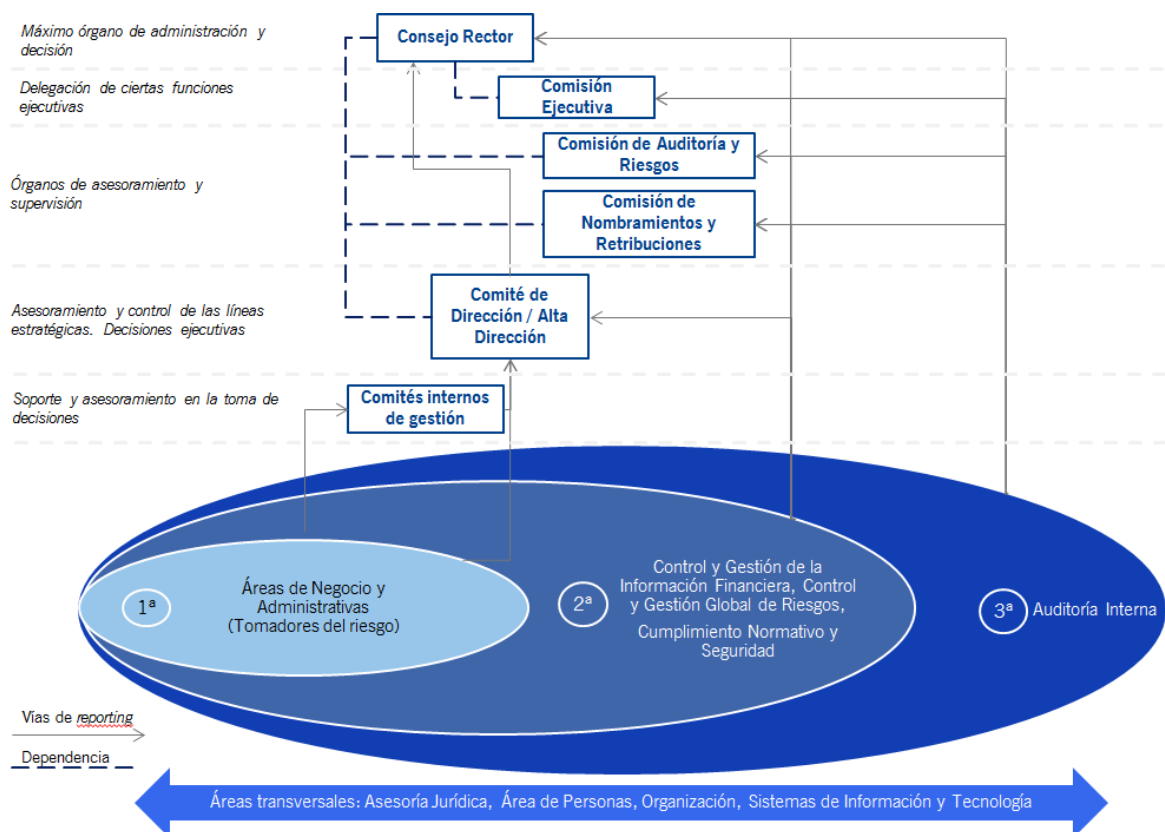 Máximo órgano de administración y
decisión
Consejo Rector
Delegación de ciertas funciones
ejecutivas
Comisión
Ejecutiva
Comisión de Auditoría y
Riesgos
Órganos de asesoramiento y
supervisión
Comisión de
Nombramientos y
Retribuciones
Asesoramiento y control de las líneas
estratégicas. Decisiones ejecutivas
Comité de
Dirección / Alta
Dirección
Soporte y asesoramiento en la toma de
decisiones
Comités internos
de gestión
1ª
Áreas de Negocio y
Administrativas
(Tomadores del riesgo)
2ª
Control y Gestión de la
Información Financiera, Control
y Gestión Global de Riesgos,
Cumplimiento Normativo y
Seguridad
3ª
Auditoría Interna
Vías de reporting
Dependencia
Áreas transversales: Asesoría Jurídica, Área de Personas, Organización, Sistemas de Información y Tecnología